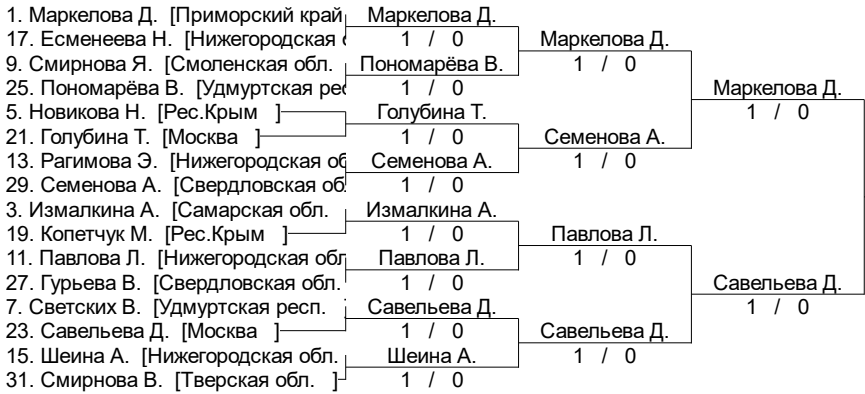 1. Маркелова Д. [Приморский край Маркелова Д.
17. Есменеева Н. [Нижегородская 1 / 0 Маркелова Д.
9. Смирнова Я. [Смоленская обл. Пономарёва В. 1 / 0
25. Пономарёва В. [Удмуртская рес 1 / 0 Маркелова Д.
5. Новикова Н. [Рес.Крым ] Голубина Т. 1 / 0
21. Голубина Т. [Москва ] 1 / 0 Семенова А.
13. Рагимова Э. [Нижегородская об Семенова А. 1 / 0
29. Семенова А. [Свердловская об 1 / 0
3. Измалкина А. [Самарская обл. Измалкина А.
19. Копетчук М. [Рес.Крым ] 1 / 0 Павлова Л.
11. Павлова Л. [Нижегородская обл Павлова Л. 1 / 0
27. Гурьева В. [Свердловская обл. 1 / 0 Савельева Д.
7. Светских В. [Удмуртская респ. ] Савельева Д. 1 / 0
23. Савельева Д. [Москва ] 1 / 0 Савельева Д.
15. Шеина А. [Нижегородская обл. Шеина А. 1 / 0
31. Смирнова В. [Тверская обл. ] 1 / 0